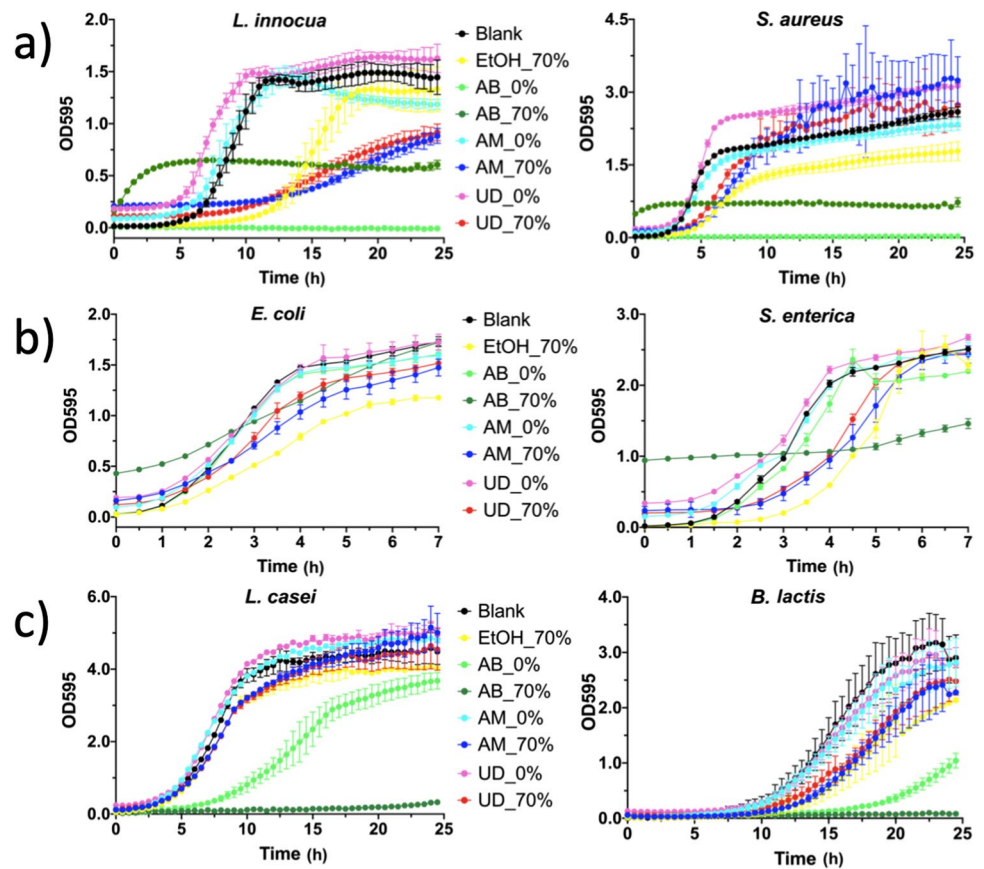 a)
L. innocua
OD595
2.0
1.5
1.0
0.5
0.0
0
5
10
15
20
25
Time (h)
Blank
EtOH_70%
AB_0%
AB_70%
AM_0%
AM_70%
UD_0%
UD_70%
S. aureus
OD595
4.5
3.0
1.5
0.0
0
5
10
15
20
25
Time (h)
b)
E. coli
OD595
2.0
1.5
1.0
0.5
0.0
0
1
2
3
4
5
6
7
Time (h)
Blank
EtOH_70%
AB_0%
AB_70%
AM_0%
AM_70%
UD_0%
UD_70%
S. enterica
OD595
3.0
2.0
1.0
0.0
0
1
2
3
4
5
6
7
Time (h)
c)
L. casei
OD595
6.0
4.0
2.0
0.0
0
5
10
15
20
25
Time (h)
Blank
EtOH_70%
AB_0%
AB_70%
AM_0%
AM_70%
UD_0%
UD_70%
B. lactis
OD595
4.0
3.0
2.0
1.0
0.0
0
5
10
15
20
25
Time (h)